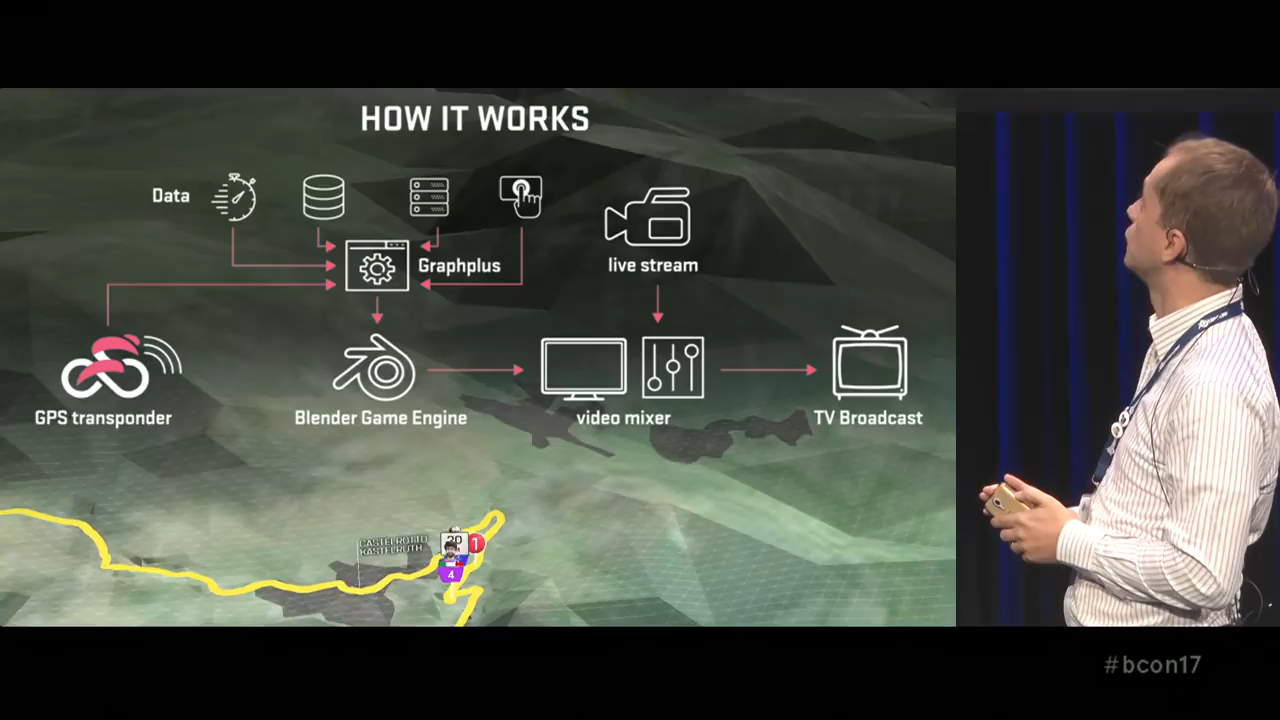 HOW IT WORKS
Data
Graphplus
live stream
GPS transponder
Blender Game Engine
video mixer
TV Broadcast
CASTELROTTO
KASTELRUTH
20
1
4
#bcon17